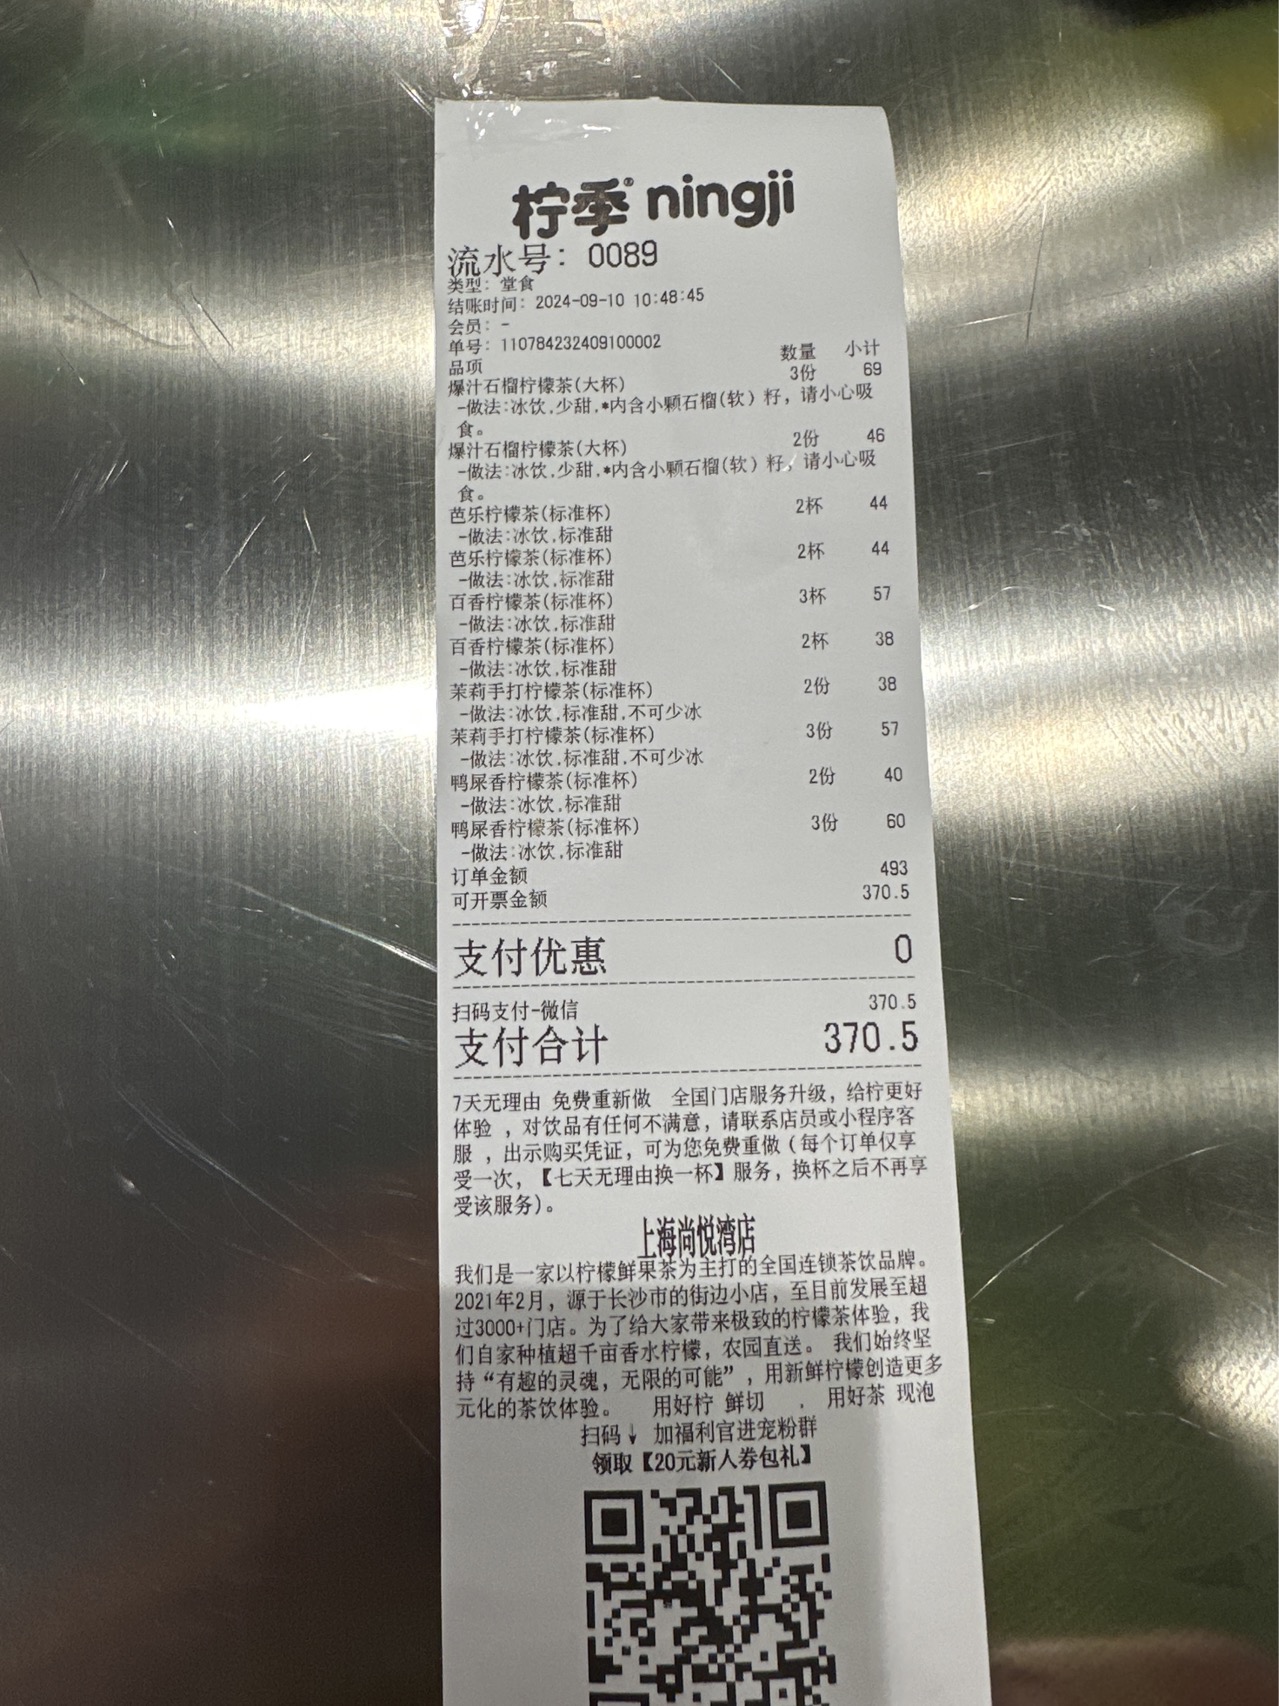 柠季® ningji
流水号：0089
类型：堂食
结账时间：2024-09-10 10:48:45
会员：-
单号：110784232409100002
品项 数量 小计
爆汁石榴柠檬茶(大杯) 3份 69
-做法:冰饮,少甜,*内含小颗石榴(软）籽，请小心吸
食。
爆汁石榴柠檬茶(大杯) 2份 46
-做法:冰饮,少甜,*内含小颗石榴(软）籽，请小心吸
食。
芭乐柠檬茶(标准杯) 2杯 44
-做法:冰饮,标准甜
芭乐柠檬茶(标准杯) 2杯 44
-做法:冰饮,标准甜
百香柠檬茶(标准杯) 3杯 57
-做法:冰饮,标准甜
百香柠檬茶(标准杯) 2杯 38
-做法:冰饮,标准甜
茉莉手打柠檬茶(标准杯) 2份 38
-做法:冰饮,标准甜,不可少冰
茉莉手打柠檬茶(标准杯) 3份 57
-做法:冰饮,标准甜,不可少冰
鸭屎香柠檬茶(标准杯) 2份 40
-做法:冰饮,标准甜
鸭屎香柠檬茶(标准杯) 3份 60
-做法:冰饮,标准甜
订单金额 493
可开票金额 370.5
支付优惠 0
扫码支付-微信 370.5
支付合计 370.5
7天无理由 免费重新做 全国门店服务升级，给柠更好
体验 ，对饮品有任何不满意，请联系店员或小程序客
服 ，出示购买凭证，可为您免费重做（每个订单仅享
受一次，【七天无理由换一杯】服务，换杯之后不再享
受该服务)。
上海尚悦湾店
我们是一家以柠檬鲜果茶为主打的全国连锁茶饮品牌。
2021年2月，源于长沙市的街边小店，至目前发展至超
过3000+门店。为了给大家带来极致的柠檬茶体验，我
们自家种植超千亩香水柠檬，农园直送。 我们始终坚
持“有趣的灵魂，无限的可能”，用新鲜柠檬创造更多
元化的茶饮体验。 用好柠 鲜切 . 用好茶 现泡
扫码↓ 加福利官进宠粉群
领取【20元新人券包礼】